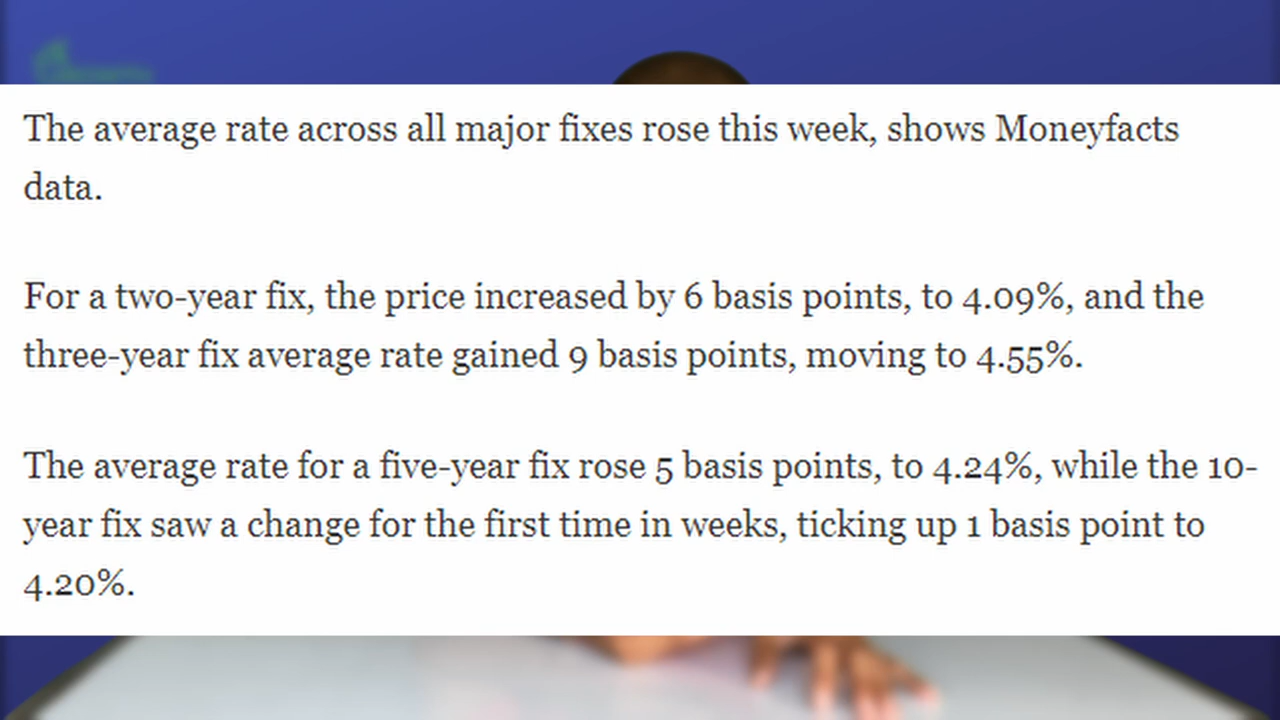 The average rate across all major fixes rose this week, shows Moneyfacts
data.
For a two-year fix, the price increased by 6 basis points, to 4.09%, and the
three-year fix average rate gained 9 basis points, moving to 4.55%.
The average rate for a five-year fix rose 5 basis points, to 4.24%, while the 10-
year fix saw a change for the first time in weeks, ticking up 1 basis point to
4.20%.